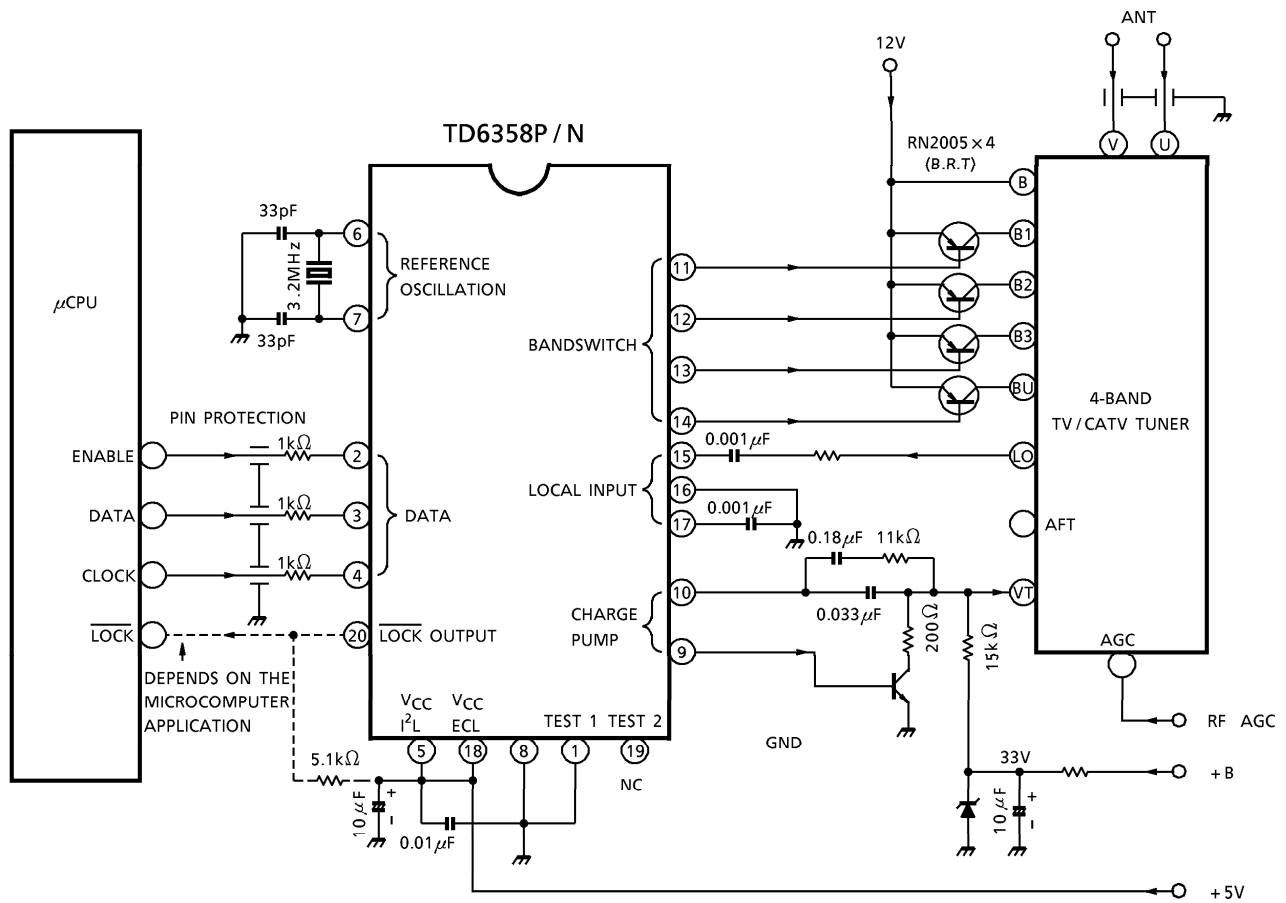 ANT
12V
TD6358P / N
RN2005 × 4
(B.R.T)
V
U
B
33pF
6
B1
3.2MHz
REFERENCE
OSCILLATION
11
B2
μCPU
7
33pF
12
BANDSWITCH
B3
13
BU
4-BAND
TV / CATV TUNER
14
PIN PROTECTION
0.001μF
ENABLE
1kΩ
2
15
LO
LOCAL INPUT
16
DATA
1kΩ
3
DATA
0.001μF
17
AFT
0.18μF
11kΩ
CLOCK
1kΩ
4
10
VT
CHARGE
PUMP
0.033μF
200Ω
15kΩ
LOCK
20
LOCK OUTPUT
9
AGC
DEPENDS ON THE
MICROCOMPUTER
APPLICATION
VCC
I²L
VCC
ECL
TEST 1
TEST 2
RF AGC
GND
5
18
8
1
19
NC
5.1kΩ
33V
+B
10μF
+
-
0.01μF
10μF
+
-
+5V